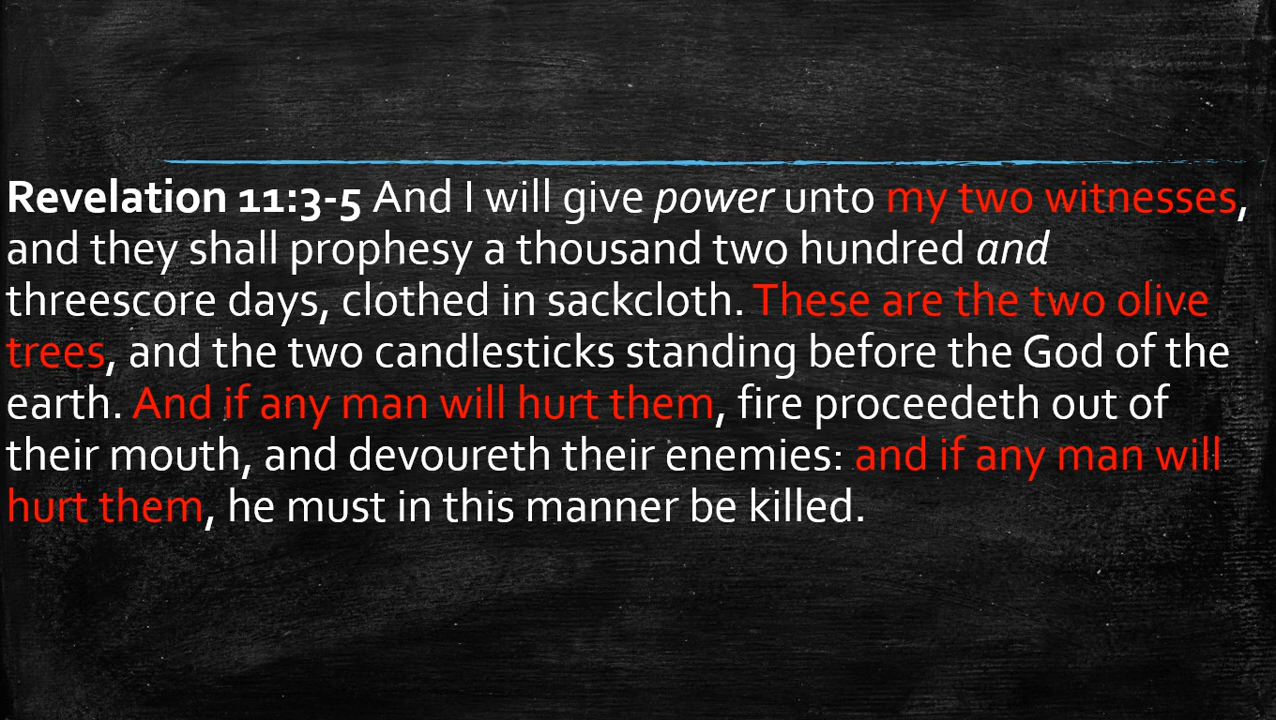 Revelation 11:3-5 And I will give power unto my two witnesses,
and they shall prophesy a thousand two hundred and
threescore days, clothed in sackcloth. These are the two olive
trees, and the two candlesticks standing before the God of the
earth. And if any man will hurt them, fire proceedeth out of
their mouth, and devoureth their enemies: and if any man will
hurt them, he must in this manner be killed.